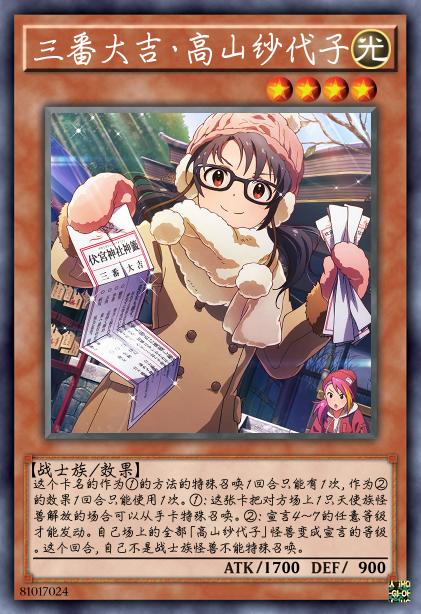 三番大吉·高山纱代子
光
伏宮神社神籤
三番 大吉
【战士族/效果】
这个卡名的作为①的方法的特殊召唤1回合只能有1次,作为②
的效果1回合只能使用1次。①:这张卡把对方场上1只天使族怪
兽解放的场合可以从手卡特殊召唤。②:宣言4~7的任意等级
才能发动。自己场上的全部「高山纱代子」怪兽变成宣言的等级
。这个回合,自己不是战士族怪兽不能特殊召唤。
ATK/1700 DEF/ 900
81017024